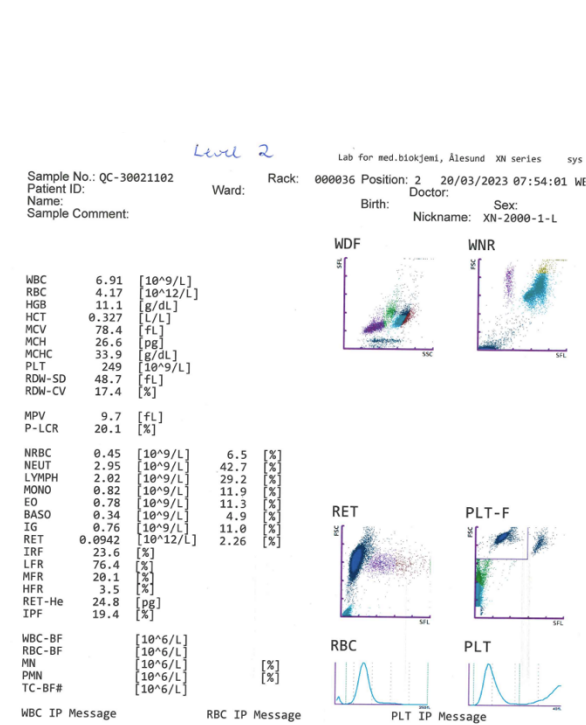 Level 2
Lab for med.biokjemi, Ålesund XN series sys
Sample No.: QC-30021102 Rack: 000036 Position: 2 20/03/2023 07:54:01 WE
Patient ID: Ward: Doctor:
Name: Birth: Sex:
Sample Comment: Nickname: XN-2000-1-L
WDF WNR
SFL FSC
SSC SFL
WBC 6.91 [10^9/L]
RBC 4.17 [10^12/L]
HGB 11.1 [g/dL]
HCT 0.327 [L/L]
MCV 78.4 [fL]
MCH 26.6 [pg]
MCHC 33.9 [g/dL]
PLT 249 [10^9/L]
RDW-SD 48.7 [fL]
RDW-CV 17.4 [%]
MPV 9.7 [fL]
P-LCR 20.1 [%]
NRBC 0.45 [10^9/L] 6.5 [%]
NEUT 2.95 [10^9/L] 42.7 [%]
LYMPH 2.02 [10^9/L] 29.2 [%]
MONO 0.82 [10^9/L] 11.9 [%]
EO 0.78 [10^9/L] 11.3 [%]
BASO 0.34 [10^9/L] 4.9 [%]
IG 0.76 [10^9/L] 11.0 [%]
RET 0.0942 [10^12/L] 2.26 [%]
IRF 23.6 [%]
LFR 76.4 [%]
MFR 20.1 [%]
HFR 3.5 [%]
RET-He 24.8 [pg]
IPF 19.4 [%]
RET PLT-F
FSC FSC
SFL SFL
WBC-BF [10^6/L]
RBC-BF [10^6/L]
MN [10^6/L] [%]
PMN [10^6/L] [%]
TC-BF# [10^6/L]
RBC PLT
WBC IP Message RBC IP Message PLT IP Message